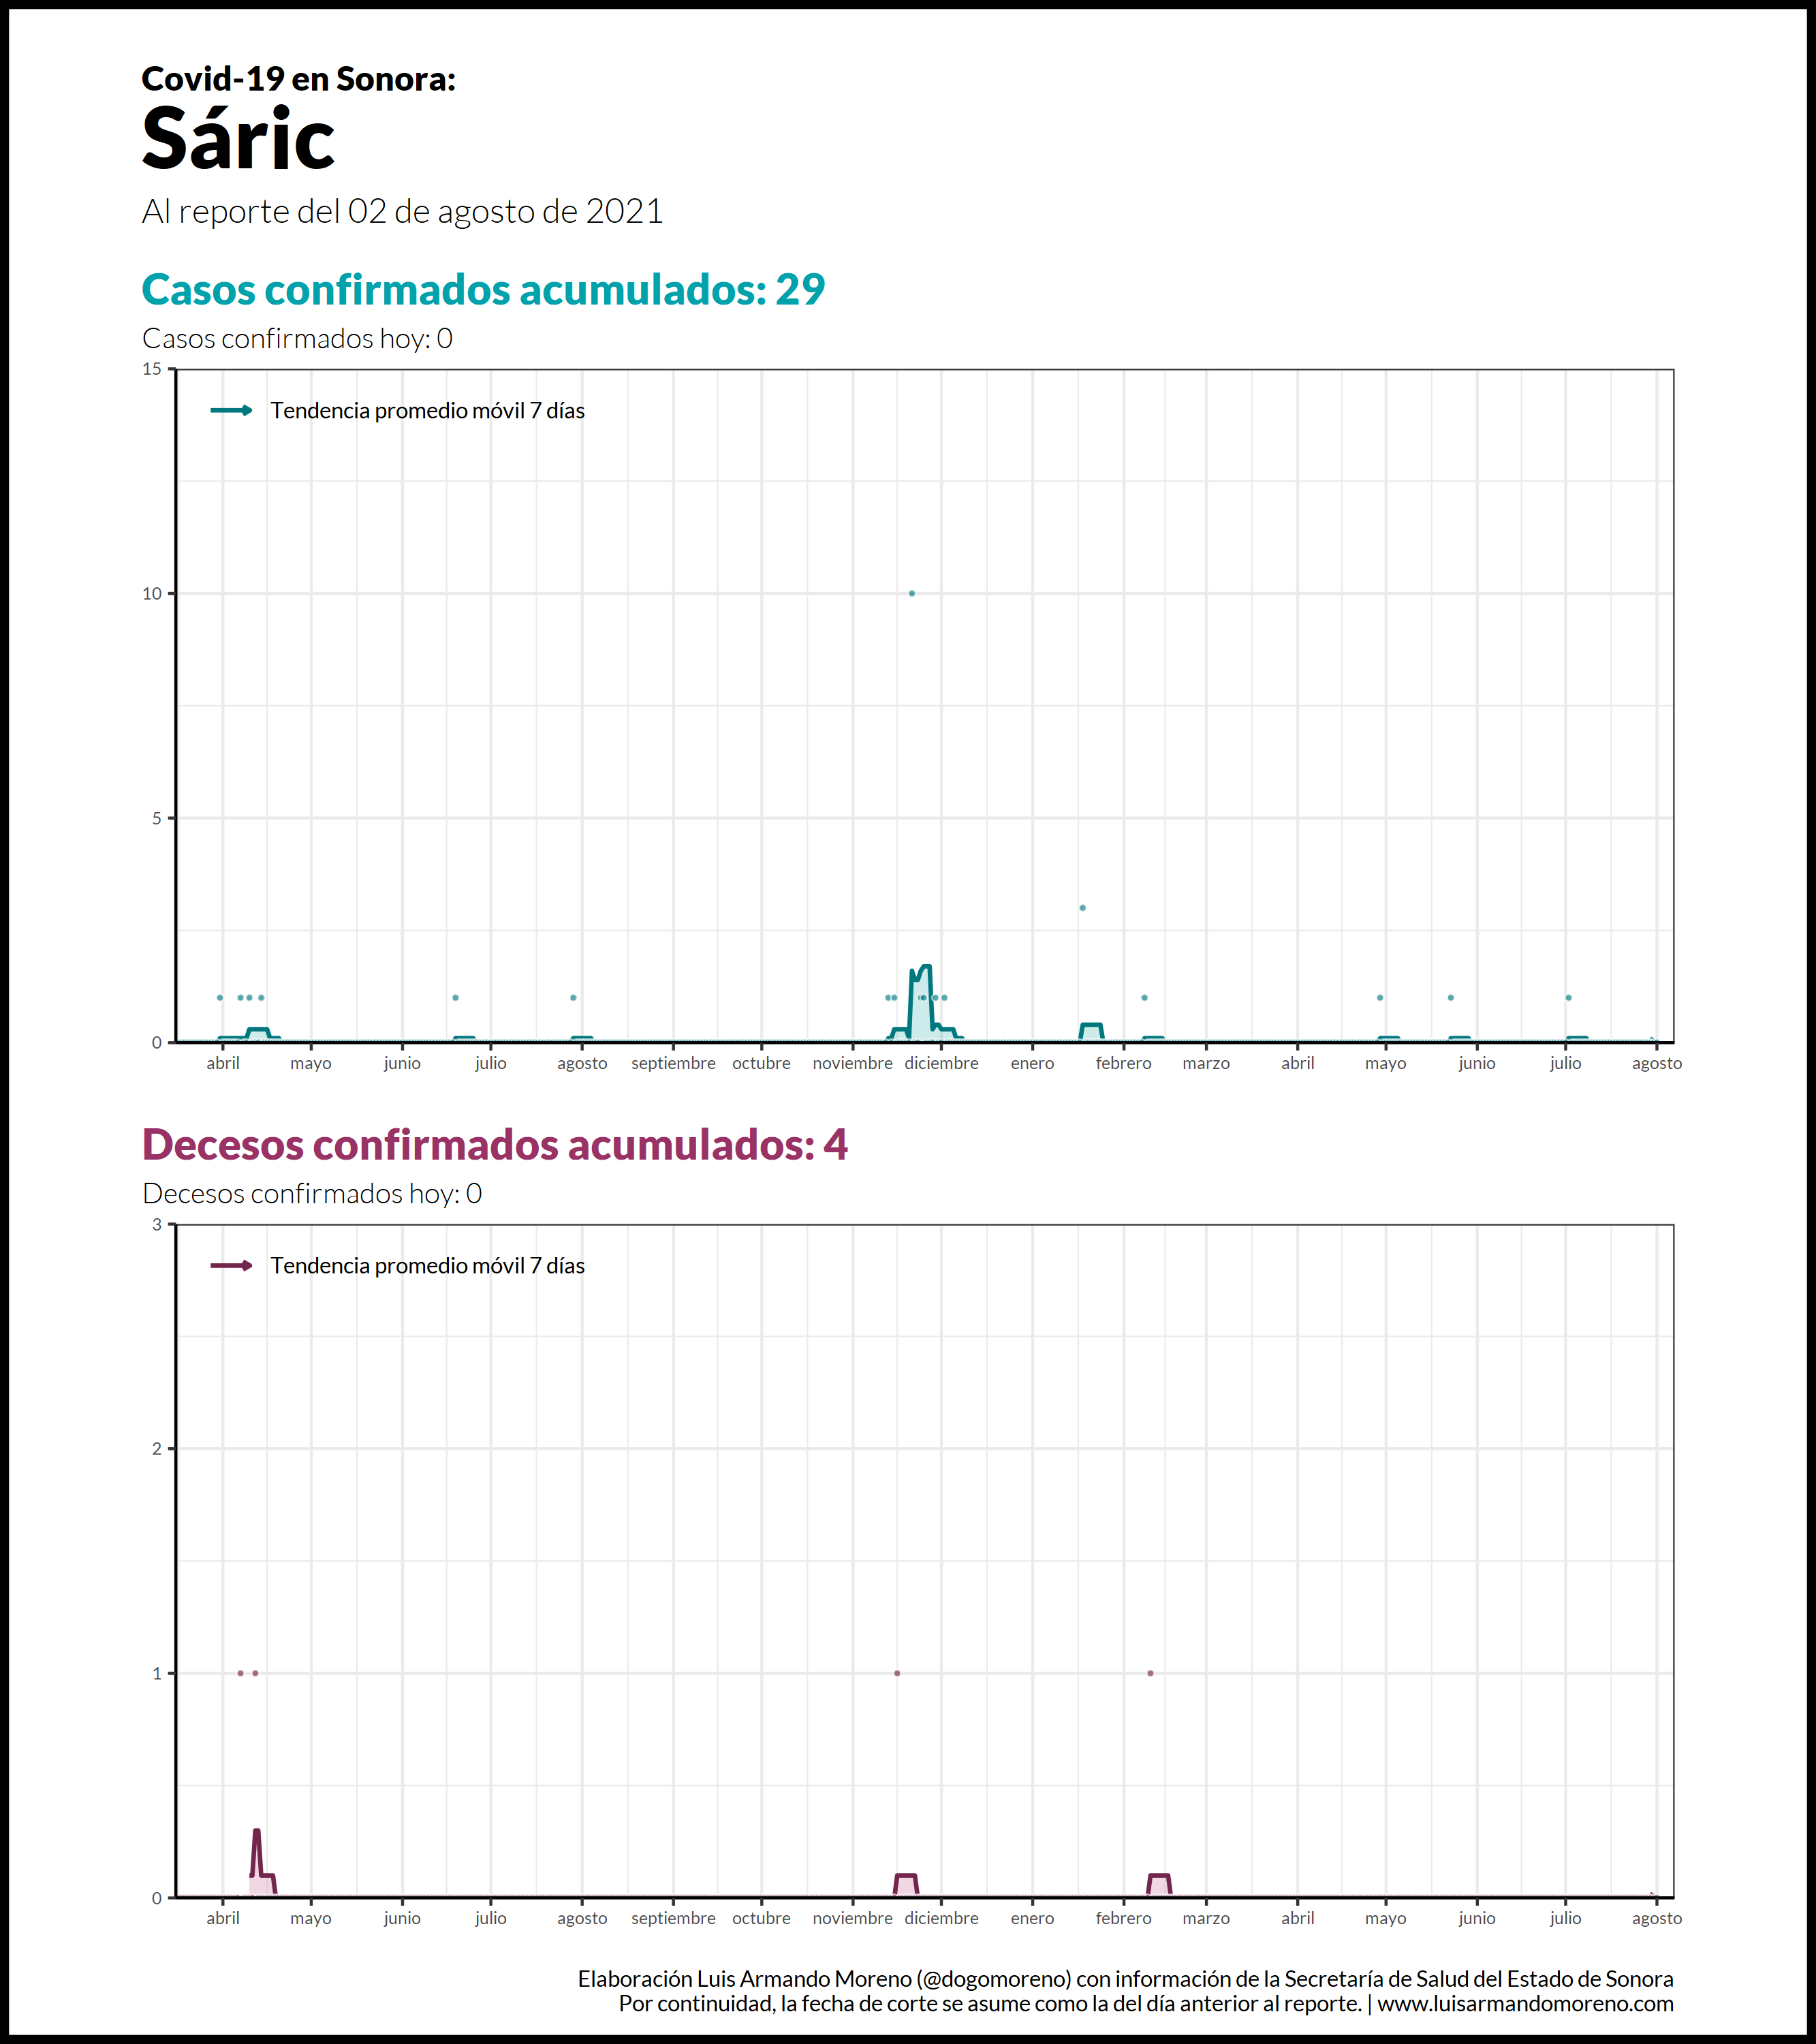 Covid-19 en Sonora:
Sáric
Al reporte del 02 de agosto de 2021
Casos confirmados acumulados: 29
Casos confirmados hoy: 0
15
Tendencia promedio móvil 7 días
10
5
0
abril mayo junio julio agosto septiembre octubre noviembre diciembre enero febrero marzo abril mayo junio julio agosto
Decesos confirmados acumulados: 4
Decesos confirmados hoy: 0
3
Tendencia promedio móvil 7 días
2
1
0
abril mayo junio julio agosto septiembre octubre noviembre diciembre enero febrero marzo abril mayo junio julio agosto
Elaboración Luis Armando Moreno (@dogomoreno) con información de la Secretaría de Salud del Estado de Sonora
Por continuidad, la fecha de corte se asume como la del día anterior al reporte. | www.luisarmandomoreno.com